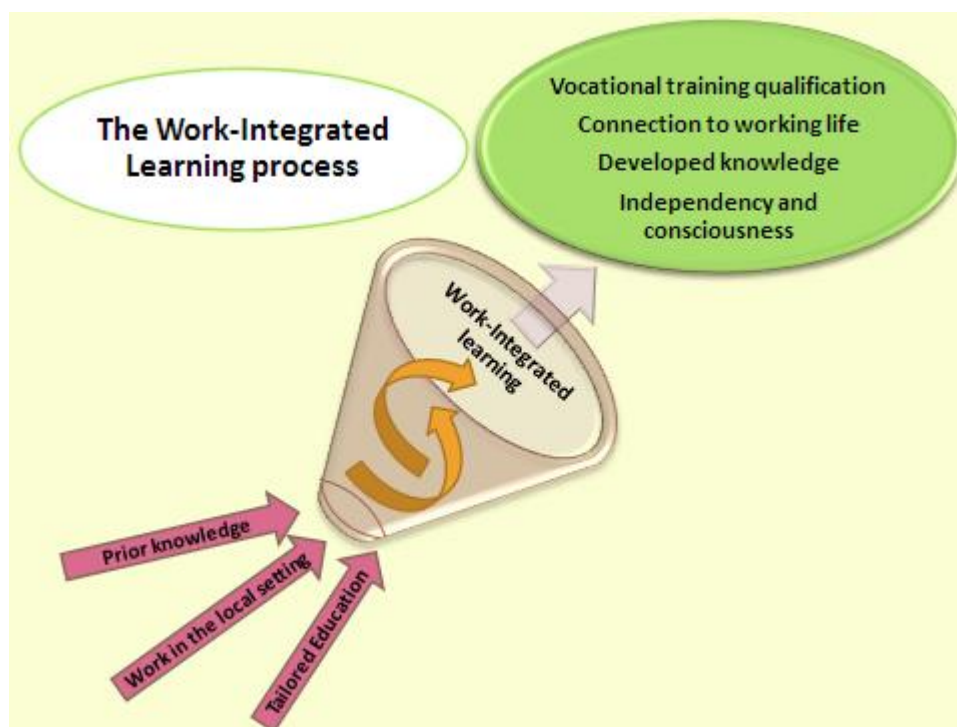 The Work-Integrated
Learning process
Vocational training qualification
Connection to working life
Developed knowledge
Independency and
consciousness
Work-Integrated
learning
Prior knowledge
Work in the local setting
Tailored Education